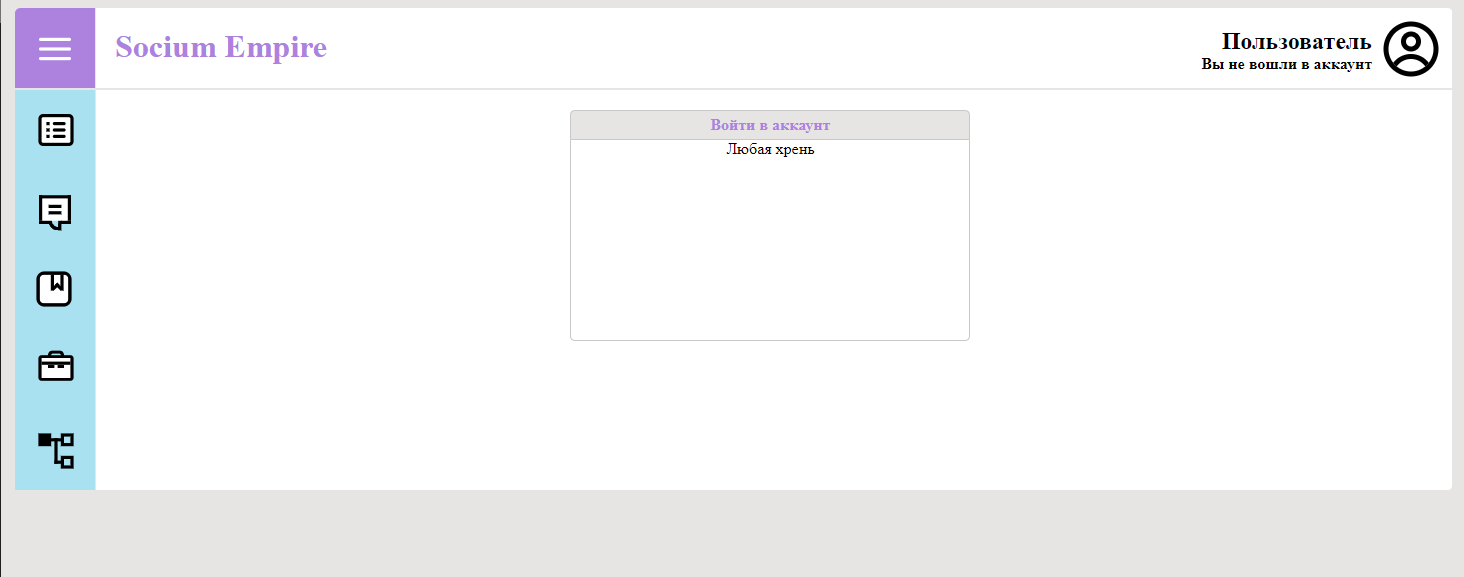 Socium Empire
Пользователь
Вы не вошли в аккаунт
Войти в аккаунт
Любая хрень